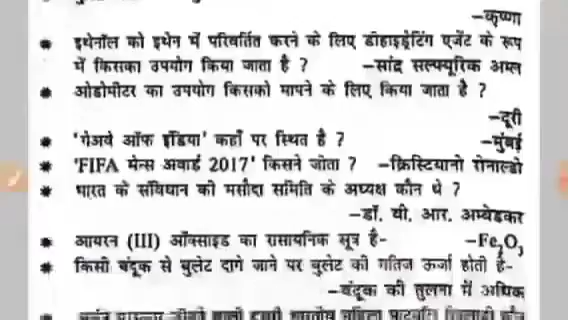 –कृष्णा
* इथेनॉल को इथेन में परिवर्तित करने के लिए डीहाइड्रेटिंग एजेंट के रूप
में किसका उपयोग किया जाता है ? –सांद्र सल्फ्यूरिक अम्ल
* ओडोमीटर का उपयोग किसको मापने के लिए किया जाता है ?
–दूरी
* 'गेटवे ऑफ इंडिया' कहाँ पर स्थित है ? –मुंबई
* 'FIFA मेन्स अवार्ड 2017' किसने जीता ? –क्रिस्टियानो रोनाल्डो
* भारत के संविधान की मसौदा समिति के अध्यक्ष कौन थे ?
–डॉ. बी. आर. अम्बेडकर
* आयरन (III) ऑक्साइड का रासायनिक सूत्र है- –Fe₂O₃
* किसी बंदूक से बुलेट दागे जाने पर बुलेट की गतिज ऊर्जा होती है-
–बंदूक की तुलना में अधिक